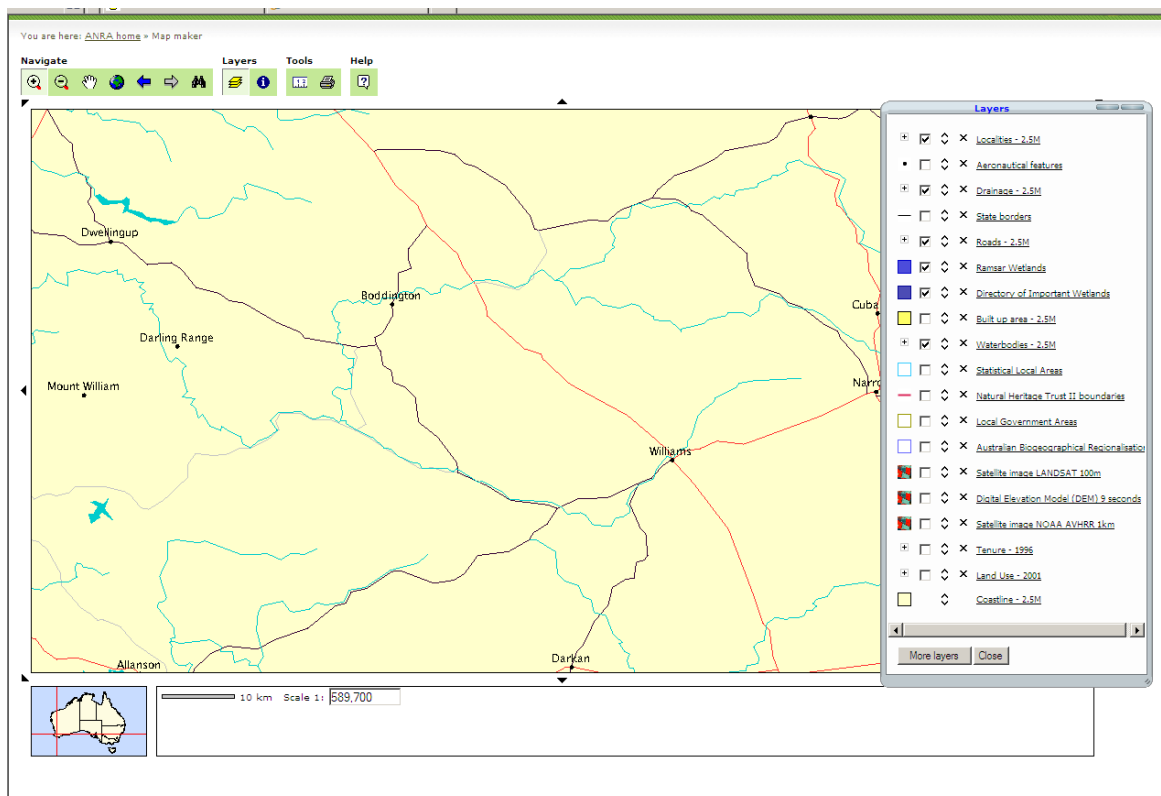 You are here: ANRA home » Map maker
Navigate Layers Tools Help
Layers
Localities - 2.5M
Aeronautical features
Drainage - 2.5M
State borders
Roads - 2.5M
Ramsar Wetlands
Directory of Important Wetlands
Built up area - 2.5M
Waterbodies - 2.5M
Statistical Local Areas
Natural Heritage Trust II boundaries
Local Government Areas
Australian Biogeographical Regionalisatio
Satellite image LANDSAT 100m
Digital Elevation Model (DEM) 9 seconds
Satellite image NOAA AVHRR 1km
Tenure - 1996
Land Use - 2001
Coastline - 2.5M
More layers Close
Dwellingup
Boddington
Cuba
Darling Range
Mount William
Narro
Williams
Allanson
Darkan
10 km Scale 1: 589,700